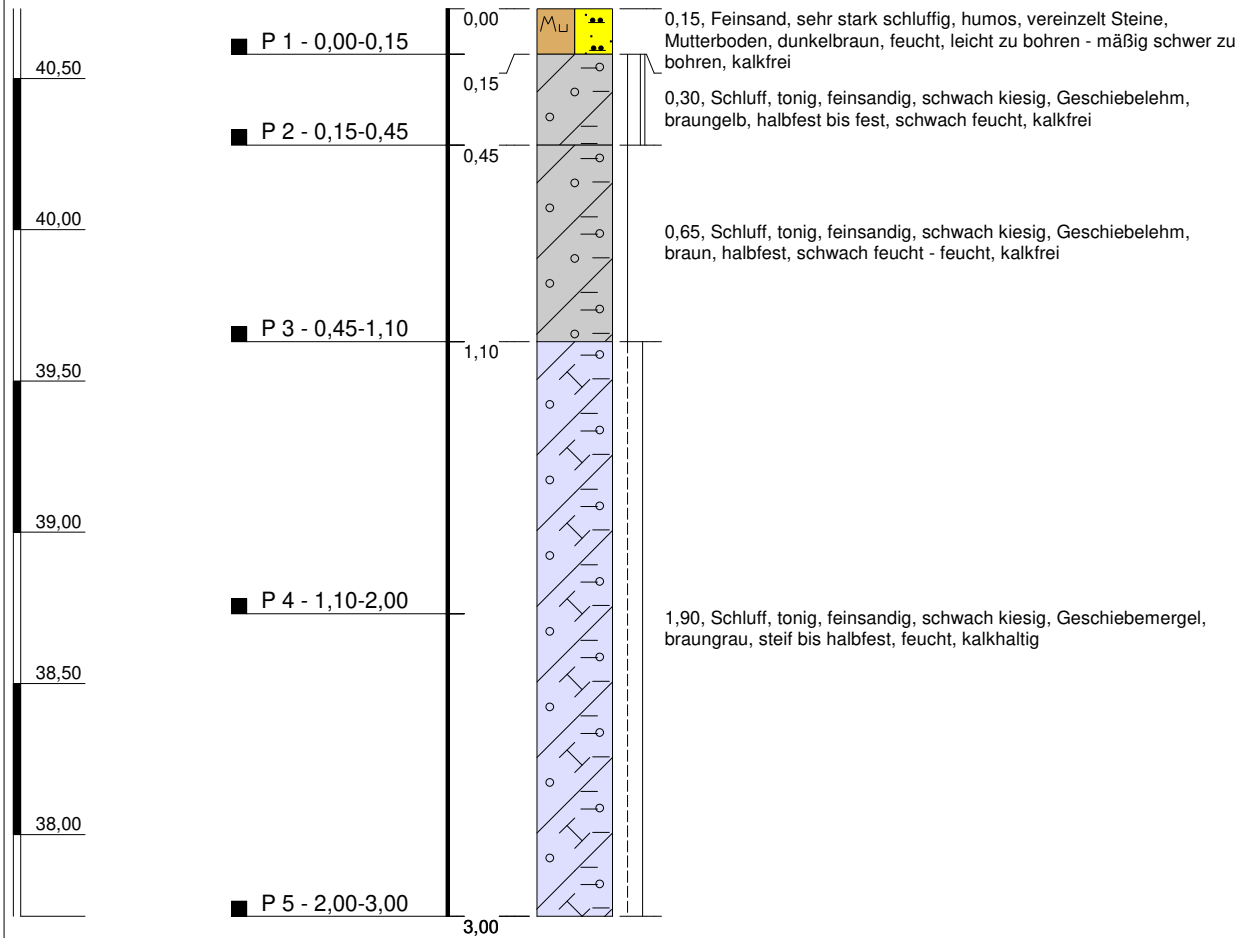 0,00
Mu
0,15, Feinsand, sehr stark schluffig, humos, vereinzelt Steine,
Mutterboden, dunkelbraun, feucht, leicht zu bohren - mäßig schwer zu
bohren, kalkfrei
P 1 - 0,00-0,15
40,50
0,15
0,30, Schluff, tonig, feinsandig, schwach kiesig, Geschiebelehm,
braungelb, halbfest bis fest, schwach feucht, kalkfrei
P 2 - 0,15-0,45
0,45
40,00
0,65, Schluff, tonig, feinsandig, schwach kiesig, Geschiebelehm,
braun, halbfest, schwach feucht - feucht, kalkfrei
P 3 - 0,45-1,10
1,10
39,50
39,00
P 4 - 1,10-2,00
1,90, Schluff, tonig, feinsandig, schwach kiesig, Geschiebemergel,
braungrau, steif bis halbfest, feucht, kalkhaltig
38,50
38,00
P 5 - 2,00-3,00
3,00